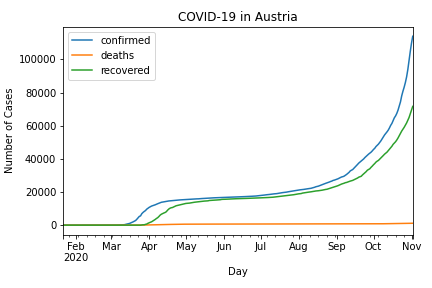 COVID-19 in Austria
confirmed
deaths
recovered
Number of Cases
100000
80000
60000
40000
20000
0
Feb Mar Apr May Jun Jul Aug Sep Oct Nov
2020
Day